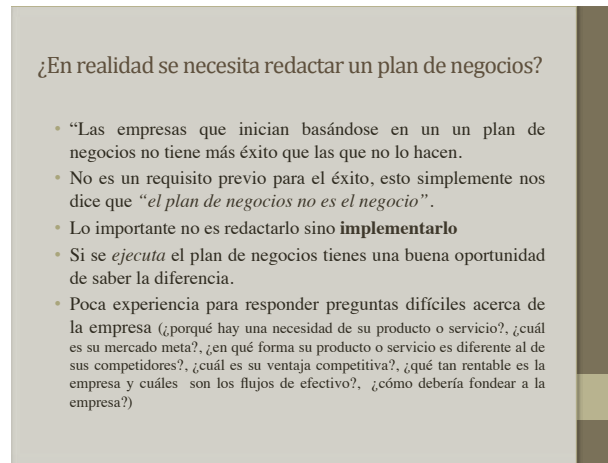 ¿En realidad se necesita redactar un plan de negocios?
• “Las empresas que inician basándose en un un plan de
negocios no tiene más éxito que las que no lo hacen.
• No es un requisito previo para el éxito, esto simplemente nos
dice que “el plan de negocios no es el negocio”.
• Lo importante no es redactarlo sino implementarlo
• Si se ejecuta el plan de negocios tienes una buena oportunidad
de saber la diferencia.
• Poca experiencia para responder preguntas difíciles acerca de
la empresa (¿porqué hay una necesidad de su producto o servicio?, ¿cuál
es su mercado meta?, ¿en qué forma su producto o servicio es diferente al de
sus competidores?, ¿cuál es su ventaja competitiva?, ¿qué tan rentable es la
empresa y cuáles son los flujos de efectivo?, ¿cómo debería fondear a la
empresa?)